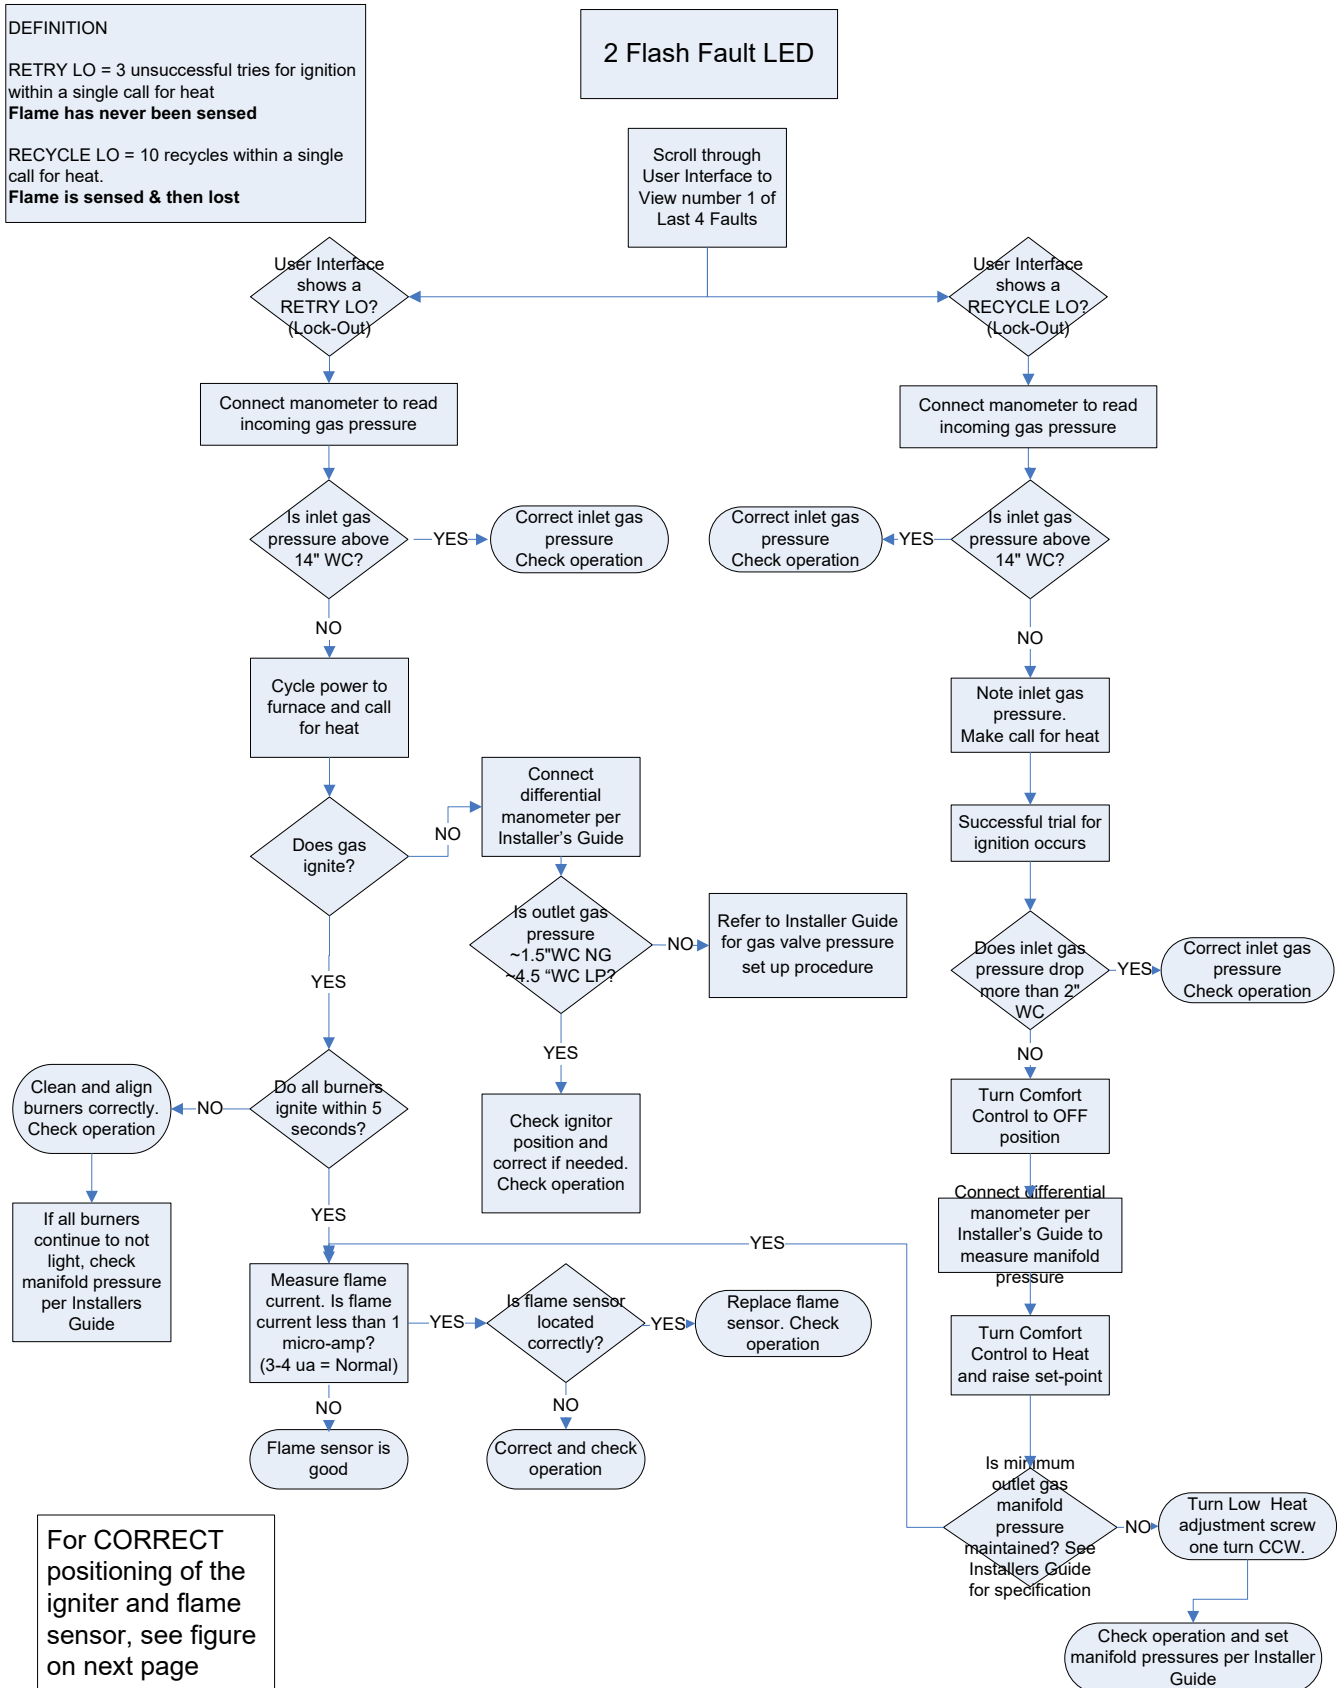 DEFINITION
RETRY LO = 3 unsuccessful tries for ignition
within a single call for heat
Flame has never been sensed
RECYCLE LO = 10 recycles within a single
call for heat.
Flame is sensed & then lost
2 Flash Fault LED
Scroll through
User Interface to
View number 1 of
Last 4 Faults
User Interface
shows a
RETRY LO?
(Lock-Out)
User Interface
shows a
RECYCLE LO?
(Lock-Out)
Connect manometer to read
incoming gas pressure
Connect manometer to read
incoming gas pressure
Is inlet gas
pressure above
14" WC?
YES
Correct inlet gas
pressure
Check operation
Correct inlet gas
pressure
Check operation
YES
Is inlet gas
pressure above
14" WC?
NO
NO
Cycle power to
furnace and call
for heat
Note inlet gas
pressure.
Make call for heat
Does gas
ignite?
NO
Connect
differential
manometer per
Installer's Guide
Successful trial for
ignition occurs
Is outlet gas
pressure
~1.5"WC NG
~4.5 “WC LP?
NO
Refer to Installer Guide
for gas valve pressure
set up procedure
Does inlet gas
pressure drop
more than 2"
WC
YES
Correct inlet gas
pressure
Check operation
YES
YES
NO
Clean and align
burners correctly.
Check operation
NO
Do all burners
ignite within 5
seconds?
Check ignitor
position and
correct if needed.
Check operation
Turn Comfort
Control to OFF
position
If all burners
continue to not
light, check
manifold pressure
per Installers
Guide
YES
YES
Connect differential
manometer per
Installer's Guide to
measure manifold
pressure
Measure flame
current. Is flame
current less than 1
micro-amp?
(3-4 ua = Normal)
YES
Is flame sensor
located
correctly?
YES
Replace flame
sensor. Check
operation
Turn Comfort
Control to Heat
and raise set-point
NO
NO
Flame sensor is
good
Correct and check
operation
Is minimum
outlet gas
manifold
pressure
maintained? See
Installers Guide
for specification
NO
Turn Low  Heat
adjustment screw
one turn CCW.
Check operation and set
manifold pressures per Installer
Guide
For CORRECT
positioning of the
igniter and flame
sensor, see figure
on next page